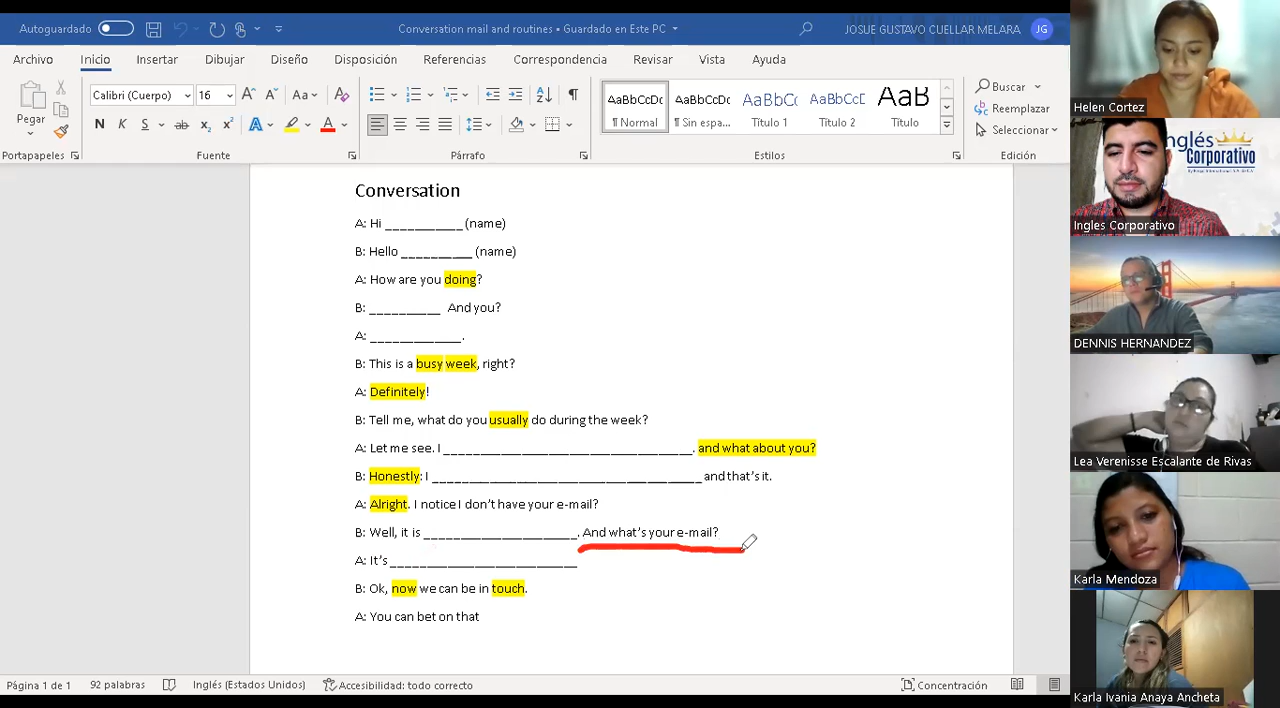 Autoguardado
Conversation mail and routines • Guardado en Este PC
JOSUE GUSTAVO CUELLAR MELARA
JG
Archivo Inicio Insertar Dibujar Diseño Disposición Referencias Correspondencia Revisar Vista Ayuda
Pegar
Calibri (Cuerpo) 16
N K S ab x₂ x²
AaBbCcDc AaBbCcDc AaBbCc AaBbCcD AaB
¶ Normal ¶ Sin espa... Título 1 Título 2 Título
Buscar
Reemplazar
Seleccionar
Portapapeles Fuente Párrafo Estilos Edición
Conversation
A: Hi ___________ (name)
B: Hello __________ (name)
A: How are you doing?
B: __________ And you?
A: _____________.
B: This is a busy week, right?
A: Definitely!
B: Tell me, what do you usually do during the week?
A: Let me see. I ___________________________________. and what about you?
B: Honestly: I ______________________________________ and that's it.
A: Alright. I notice I don't have your e-mail?
B: Well, it is ______________________. And what's your e-mail?
A: It's __________________________
B: Ok, now we can be in touch.
A: You can bet on that
Página 1 de 1 92 palabras Inglés (Estados Unidos) Accesibilidad: todo correcto Concentración
Helen Cortez
Inglés Corporativo
Ingles Corporativo
DENNIS HERNANDEZ
Lea Verenisse Escalante de Rivas
Karla Mendoza
Karla Ivania Anaya Ancheta